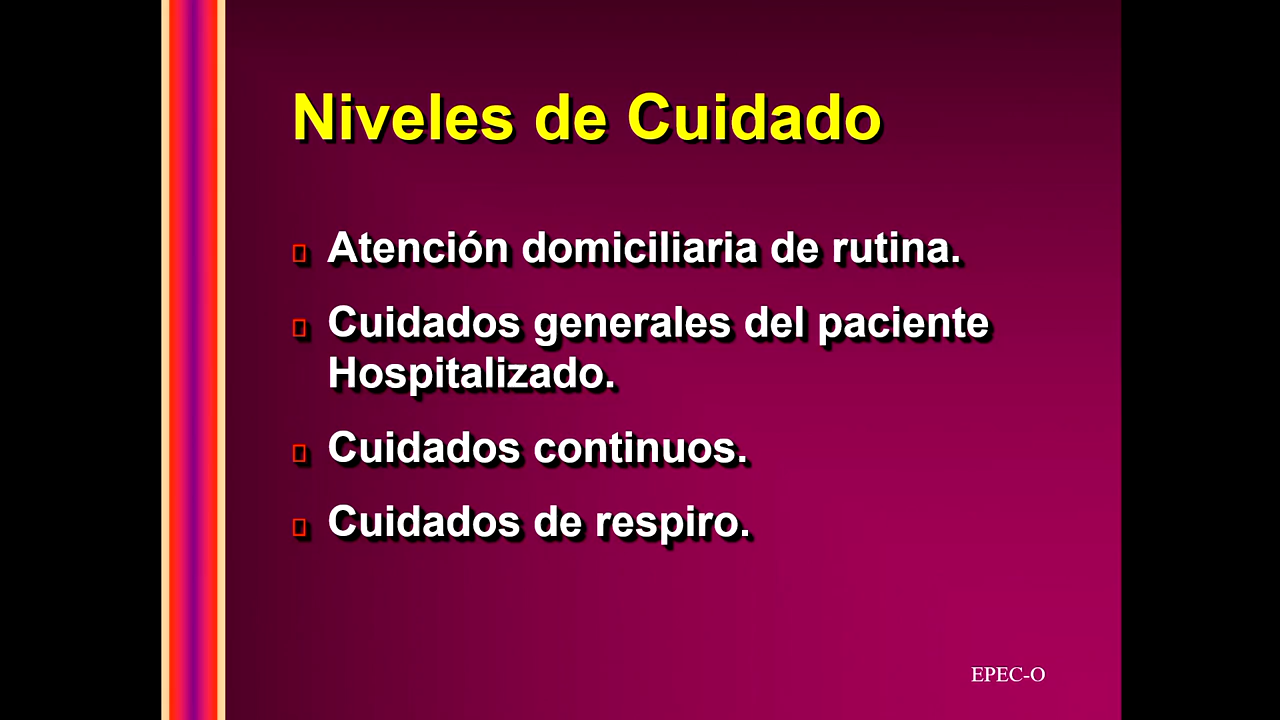 Niveles de Cuidado
Atención domiciliaria de rutina.
Cuidados generales del paciente
Hospitalizado.
Cuidados continuos.
Cuidados de respiro.
EPEC-O